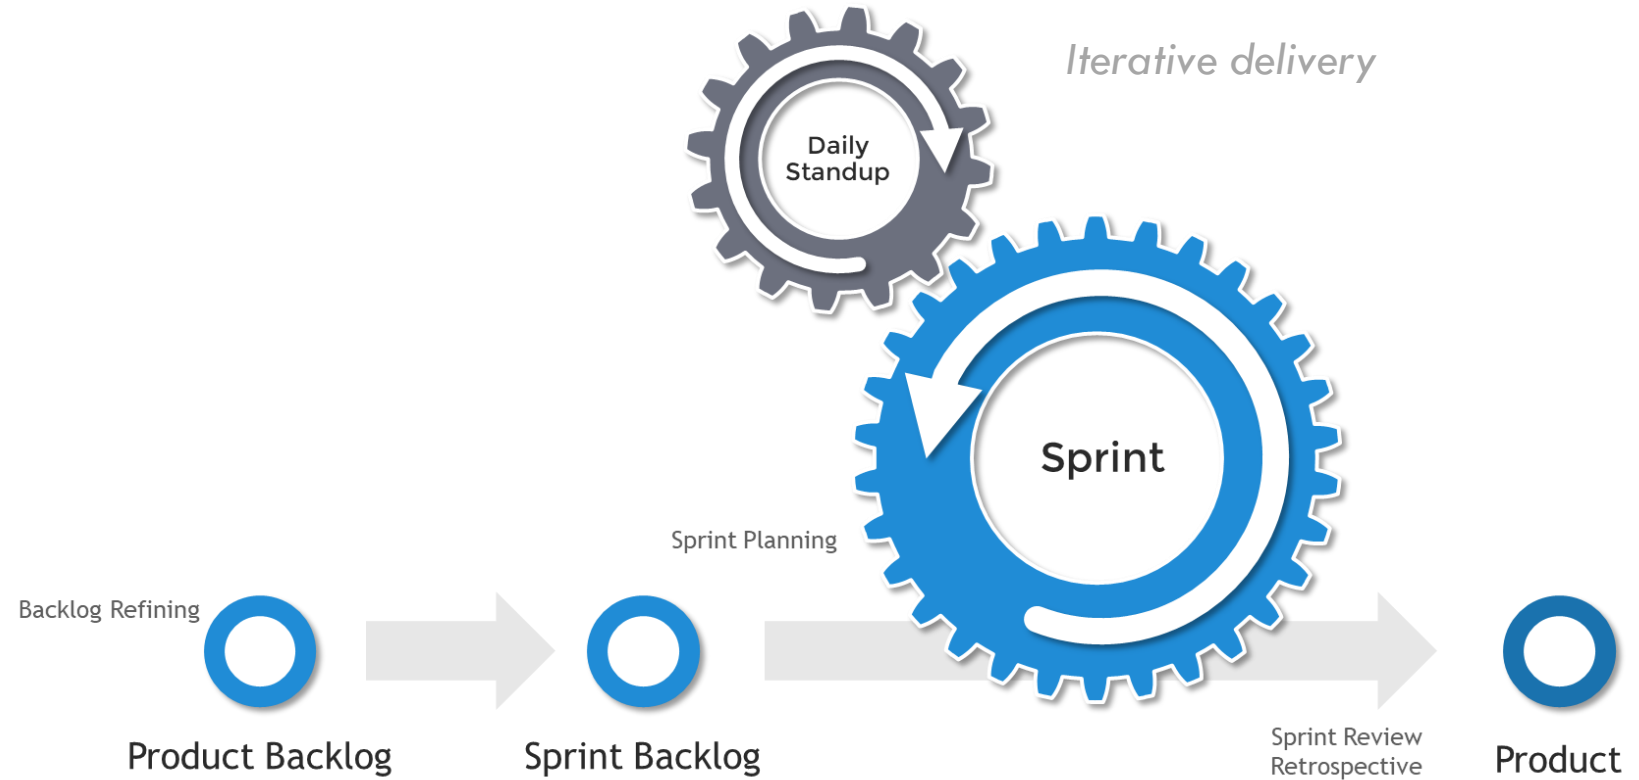 Iterative delivery
Daily
Standup
Sprint
Sprint Planning
Backlog Refining
Product Backlog
Sprint Backlog
Sprint Review
Retrospective
Product